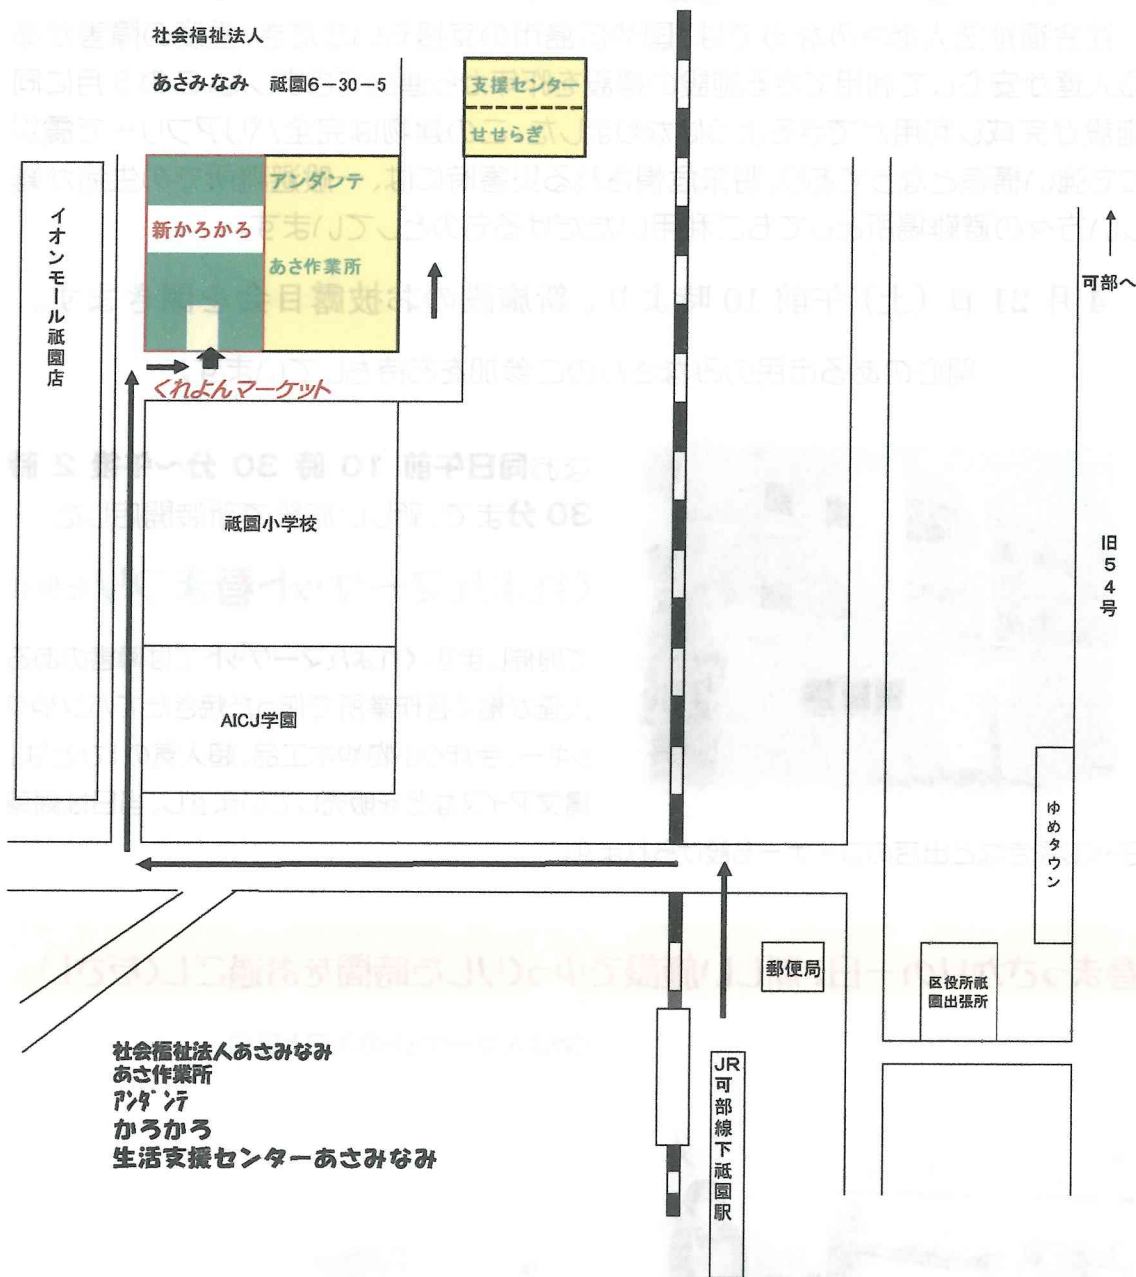 社会福祉法人
あさみなみ 祇園6-30-5
支援センター
せせらぎ
アンダンテ
新かろかろ
あさ作業所
くれよんマーケット
イオンモール祇園店
可部へ
旧54号
祇園小学校
AICJ学園
ゆめタウン
郵便局
区役所祇
園出張所
JR可部線下祇園駅
社会福祉法人あさみなみ
あさ作業所
アンダンテ
かろかろ
生活支援センターあさみなみ